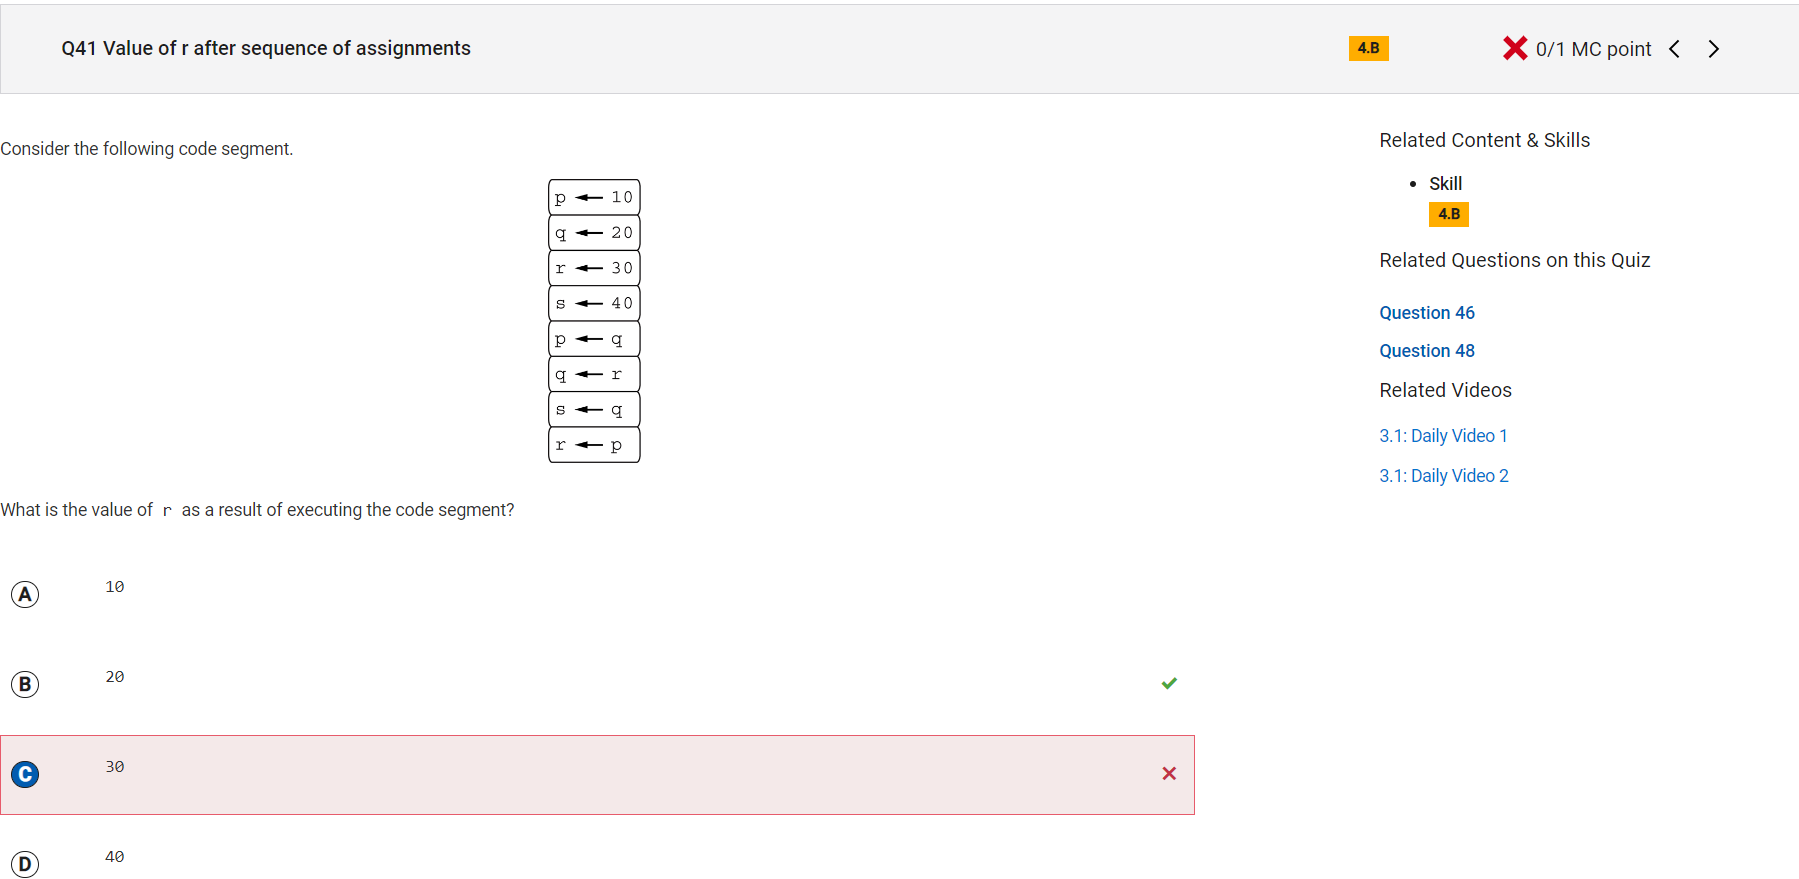 Q41 Value of r after sequence of assignments
4.B
0/1 MC point
Consider the following code segment.
p ← 10
q ← 20
r ← 30
s ← 40
p ← q
q ← r
s ← q
r ← p
What is the value of r as a result of executing the code segment?
A 10
B 20
C 30
D 40
Related Content & Skills
• Skill
4.B
Related Questions on this Quiz
Question 46
Question 48
Related Videos
3.1: Daily Video 1
3.1: Daily Video 2